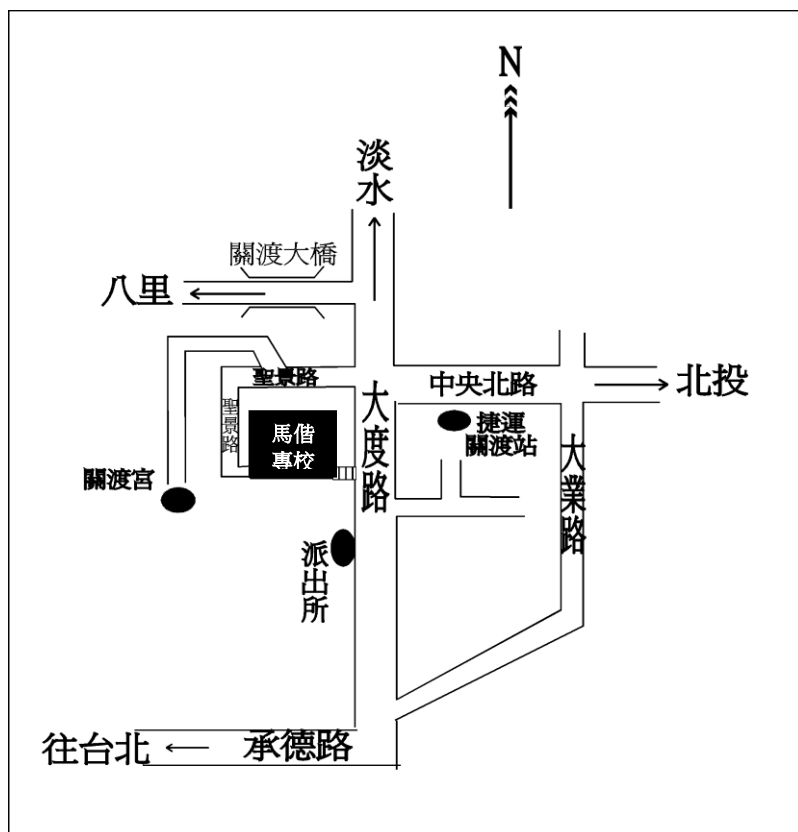 N
淡水
關渡大橋
八里
聖景路
中央北路
北投
大度路
聖景路
馬偕
專校
捷運
關渡站
大業路
關渡宮
派出所
往台北
承德路